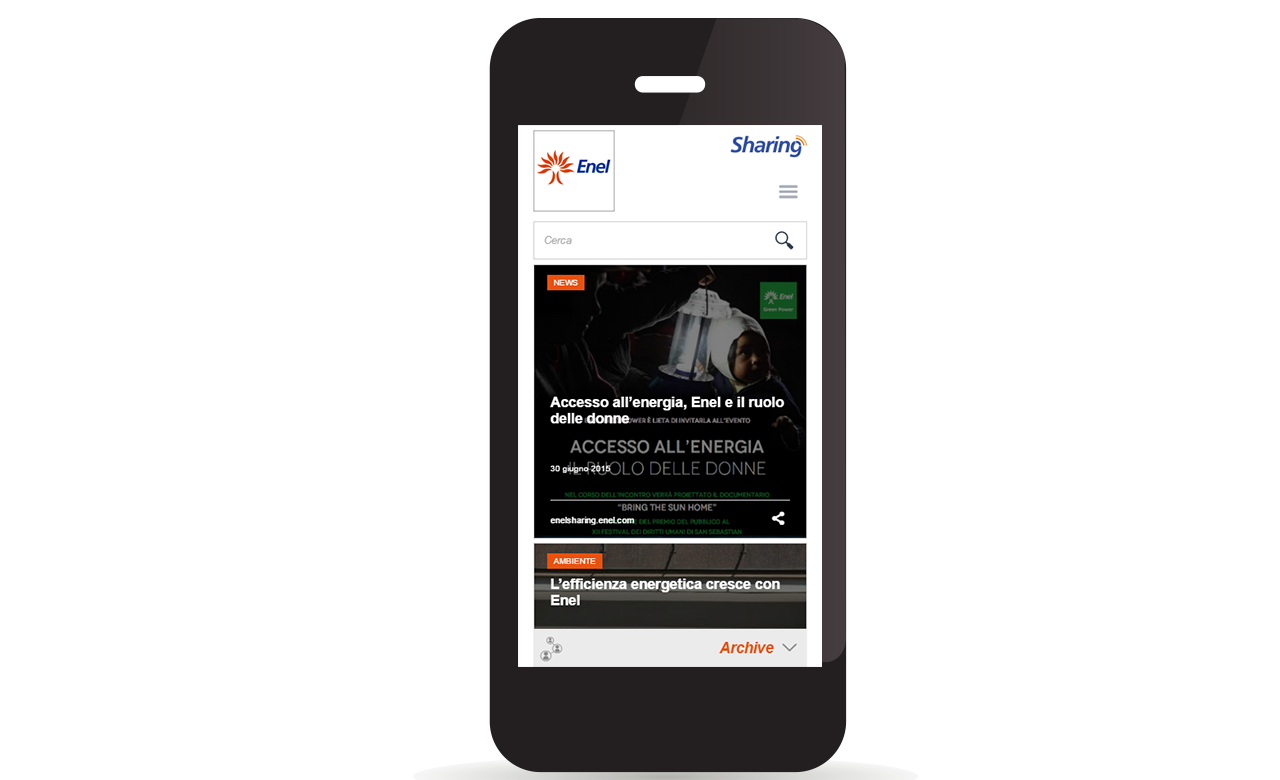 Enel
Sharing
Cerca
NEWS
Enel
Green Power
Accesso all'energia, Enel e il ruolo
delle donne
POWER È LIETA DI INVITARLA ALL'EVENTO
ACCESSO ALL'ENERGIA
IL RUOLO DELLE DONNE
30 giugno 2015
NEL CORSO DELL'INCONTRO VERRÀ PROIETTATO IL DOCUMENTARIO
"BRING THE SUN HOME"
enelsharing.enel.com
DEL PREMIO DEL PUBBLICO AL
XII FESTIVAL DEI DIRITTI UMANI DI SAN SEBASTIAN
AMBIENTE
L'efficienza energetica cresce con
Enel
Archive